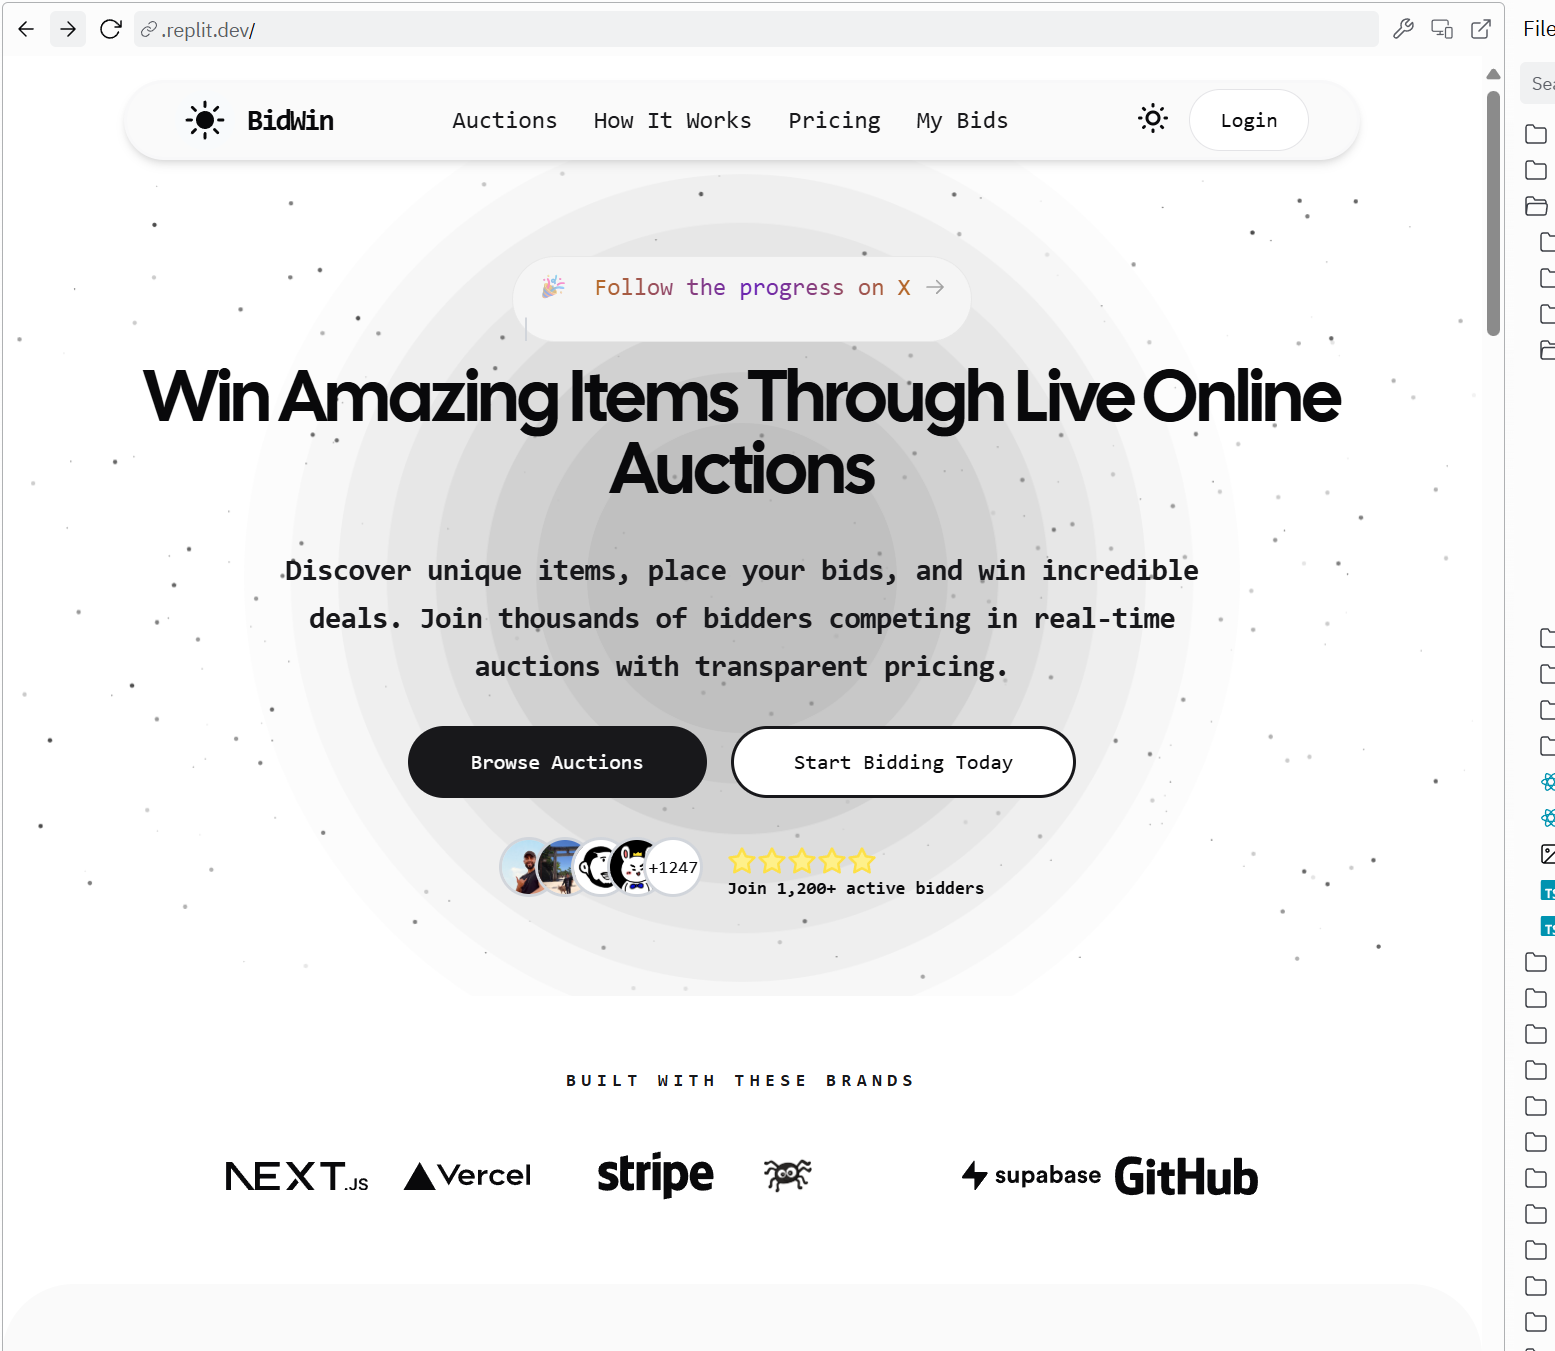 .replit.dev/
File
Sea
BidWin
Auctions
How It Works
Pricing
My Bids
Login
🎉 Follow the progress on X →
Win Amazing Items Through Live Online
Auctions
Discover unique items, place your bids, and win incredible
deals. Join thousands of bidders competing in real-time
auctions with transparent pricing.
Browse Auctions
Start Bidding Today
+1247
Join 1,200+ active bidders
BUILT WITH THESE BRANDS
NEXT.JS
Vercel
stripe
supabase
GitHub
TS
TS